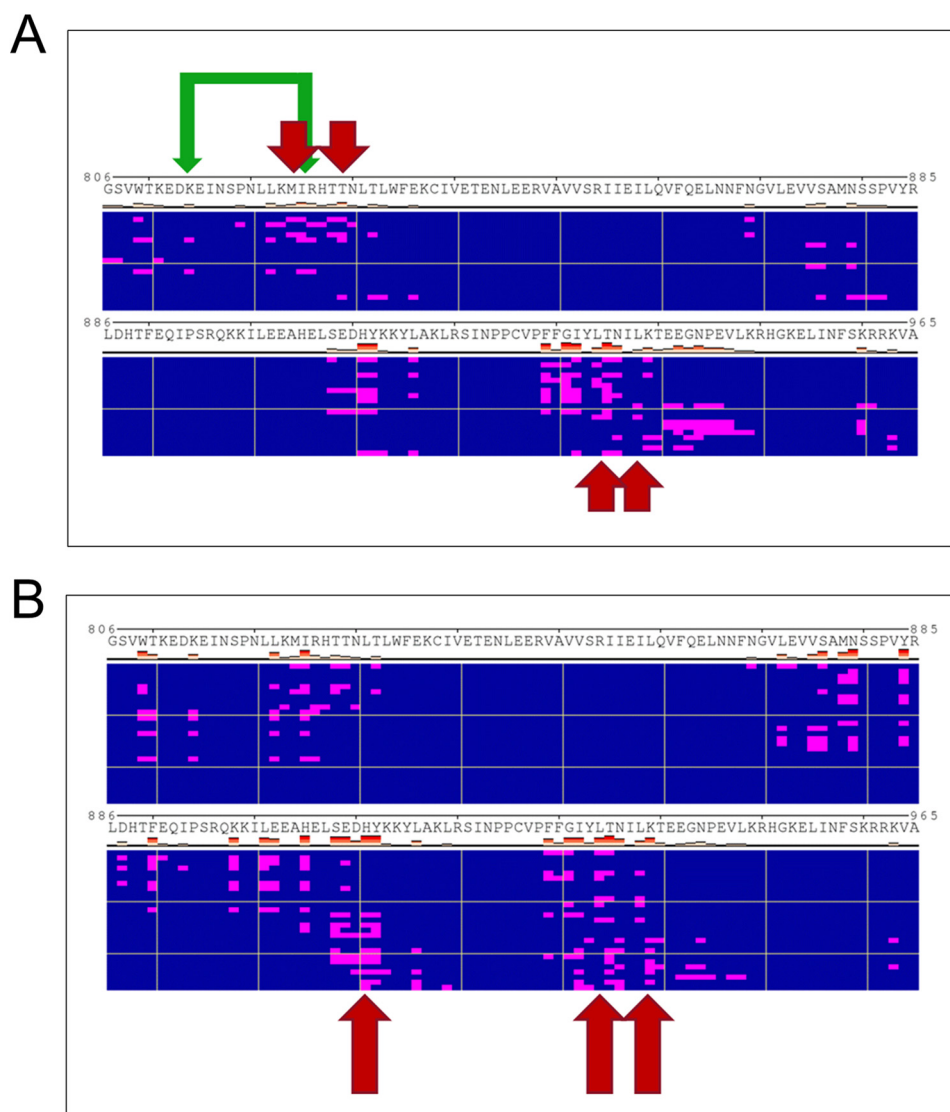 A
806 885
GSVWTKEDKEINSPNLLKMIRHTTNLTLWFEKCIVETENLEERVAVVSRIIEILQVFQELNNFNGVLEVVSAMNSSPVYR
886 965
LDHTFEQIPSRQKKILEEAHELSEDHYKKYLAKLRSINPPCVPFFGIYLTNILKTEEGNPEVLKRHGKELINFSKRRKVA
B
806 885
GSVWTKEDKEINSPNLLKMIRHTTNLTLWFEKCIVETENLEERVAVVSRIIEILQVFQELNNFNGVLEVVSAMNSSPVYR
886 965
LDHTFEQIPSRQKKILEEAHELSEDHYKKYLAKLRSINPPCVPFFGIYLTNILKTEEGNPEVLKRHGKELINFSKRRKVA